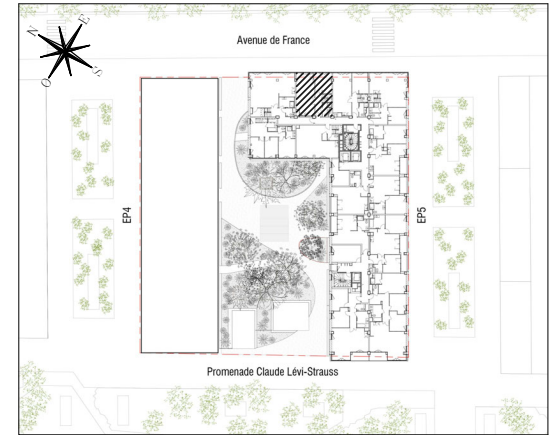 N
E
S
O
Avenue de France
EP4
EP5
Promenade Claude Lévi-Strauss